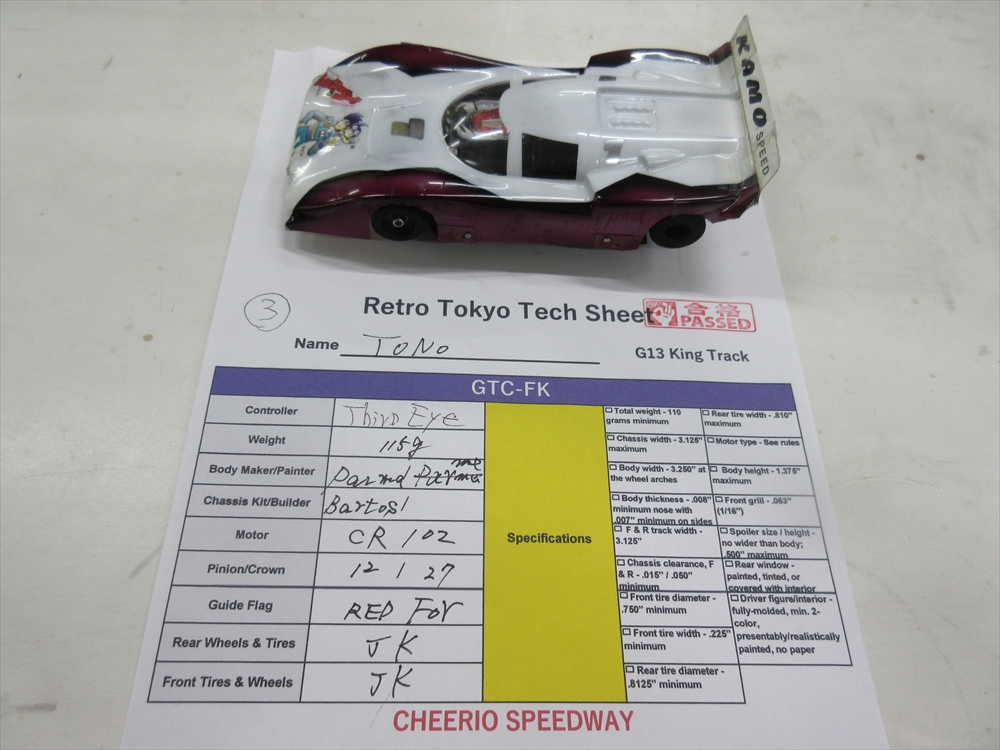 KAMO SPEED
③
Retro Tokyo Tech Sheet
合格
PASSED
Name TONO
G13 King Track
GTC-FK
Controller Third Eye
Weight 115g
Body Maker/Painter
Chassis Kit/Builder Bartos1
Motor CR 102
Pinion/Crown 12 / 27
Guide Flag RED FOX
Rear Wheels & Tires JK
Front Tires & Wheels JK
Specifications
□ Total weight - 110
grams minimum
□ Chassis width - 3.125"
maximum
□ Body width - 3.250" at
the wheel arches
□ Body thickness - .008"
minimum nose with
.007" minimum on sides
□ F & R track width -
3.125"
□ Chassis clearance, F
& R - .015" / .050"
minimum
□ Front tire diameter -
.750" minimum
□ Front tire width - .225"
minimum
□ Rear tire diameter -
.8125" minimum
□ Rear tire width - .810"
maximum
□ Motor type - See rules
□ Body height - 1.375"
maximum
□ Front grill - .063"
(1/16")
□ Spoiler size / height -
no wider than body;
.500" maximum
□ Rear window -
painted, tinted, or
covered with interior
□ Driver figure/interior -
fully-molded, min. 2-
color,
presentably/realistically
painted, no paper
CHEERIO SPEEDWAY